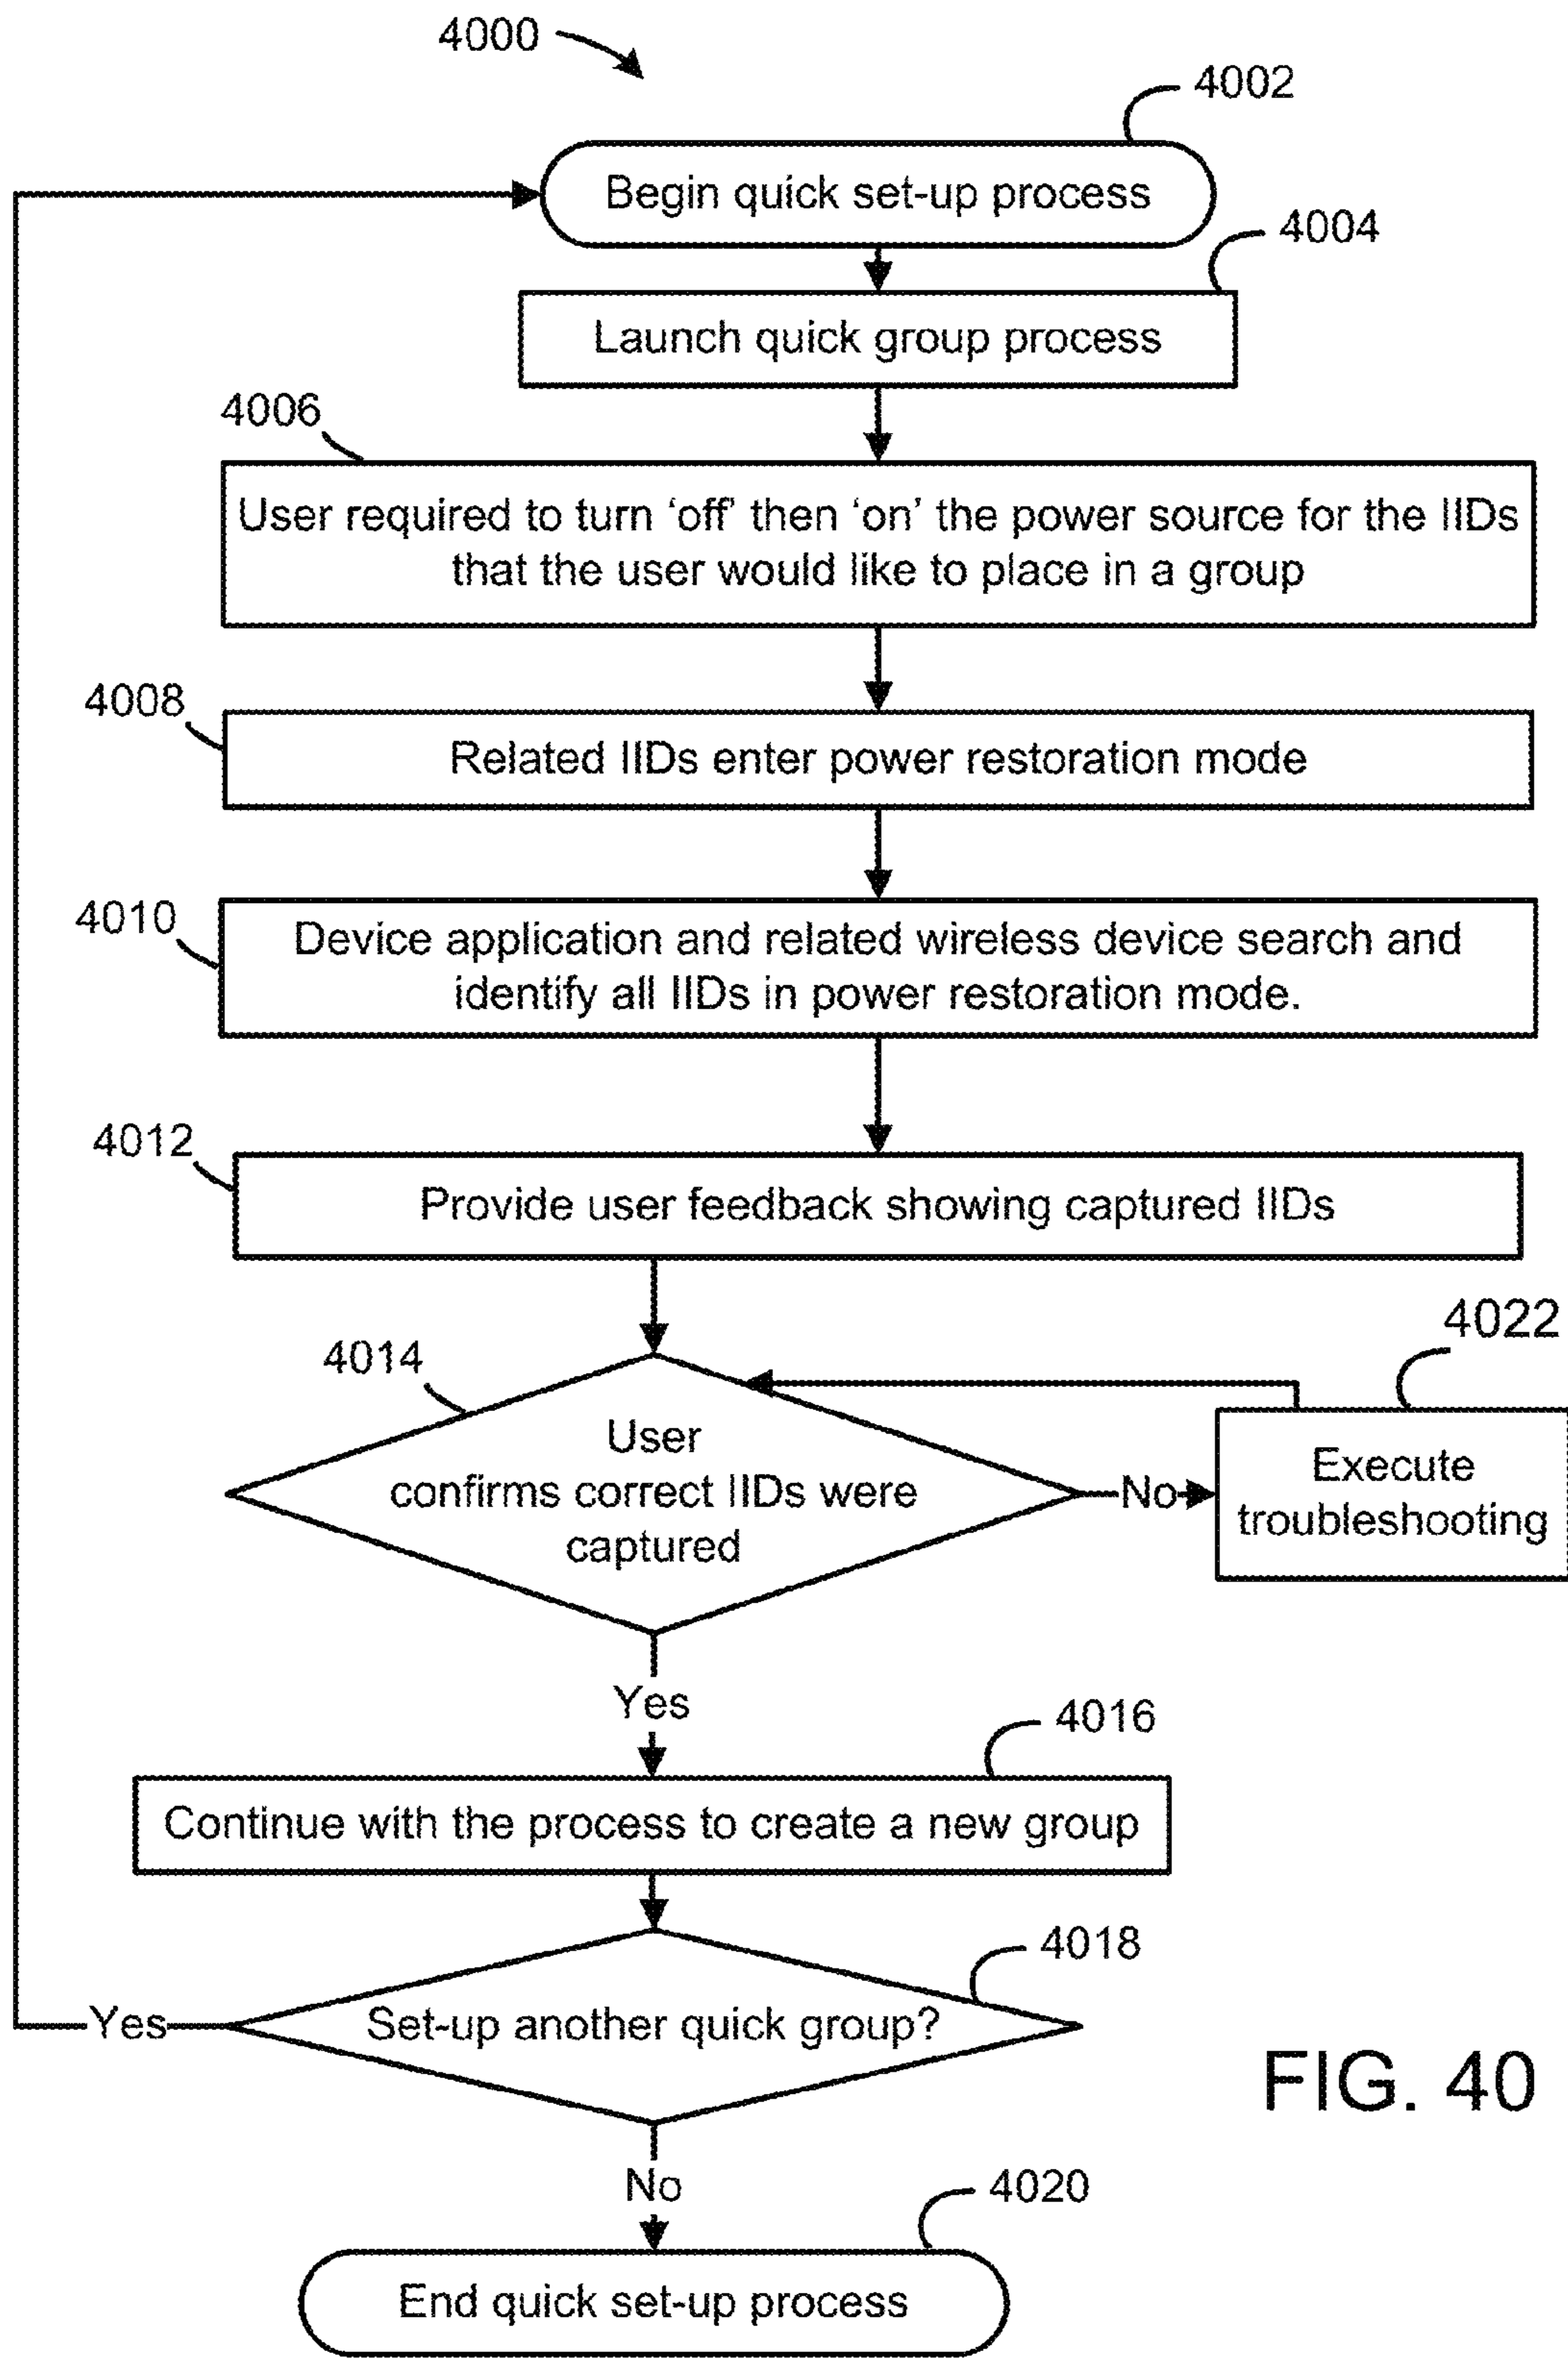 4000
4002
Begin quick set-up process
4004
Launch quick group process
4006
User required to turn ‘off’ then ‘on’ the power source for the IIDs
that the user would like to place in a group
4008
Related IIDs enter power restoration mode
4010
Device application and related wireless device search and
identify all IIDs in power restoration mode.
4012
Provide user feedback showing captured IIDs
4014
User
confirms correct IIDs were
captured
No
4022
Execute
troubleshooting
Yes
4016
Continue with the process to create a new group
4018
Set-up another quick group?
Yes
No
4020
End quick set-up process
FIG. 40